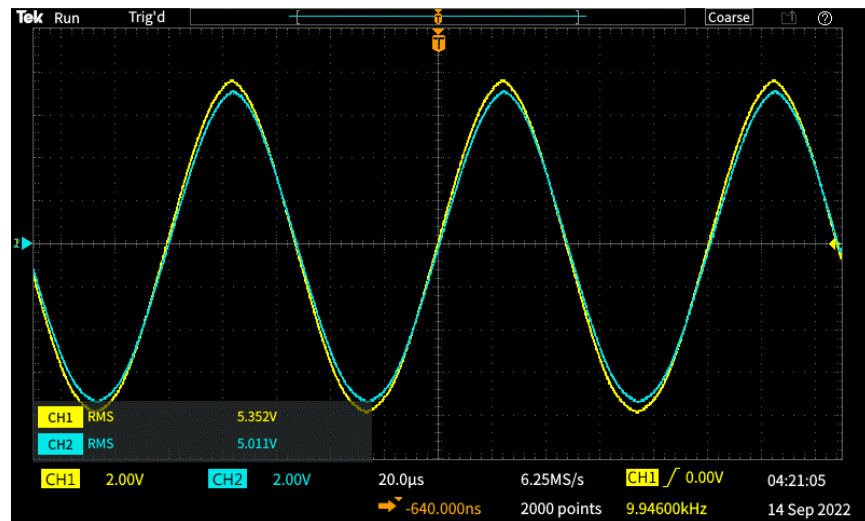 Tek Run Trig'd T Coarse
T
CH1 RMS 5.352V
CH2 RMS 5.011V
CH1 2.00V CH2 2.00V 20.0µs 6.25MS/s CH1 0.00V 04:21:05
-640.000ns 2000 points 9.94600kHz 14 Sep 2022